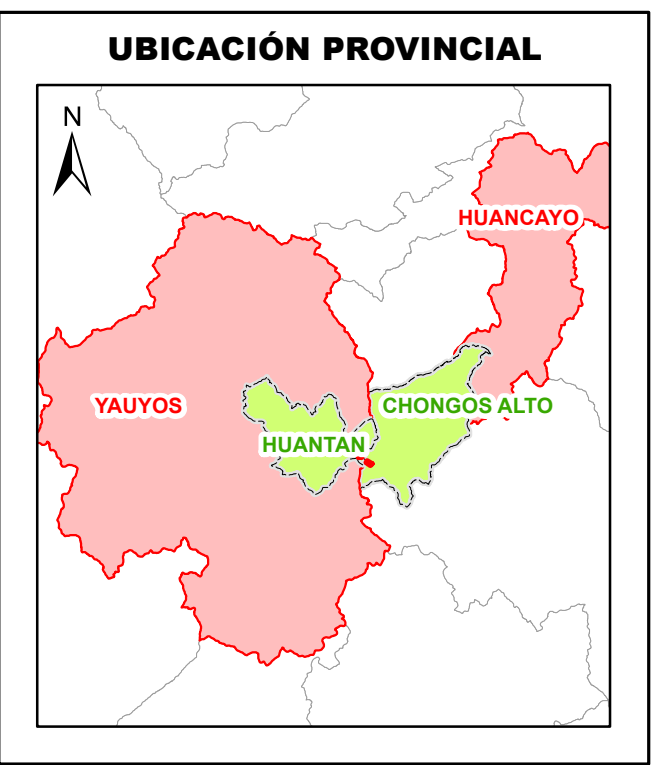 UBICACIÓN PROVINCIAL
N
HUANCAYO
YAUYOS
CHONGOS ALTO
HUANTAN